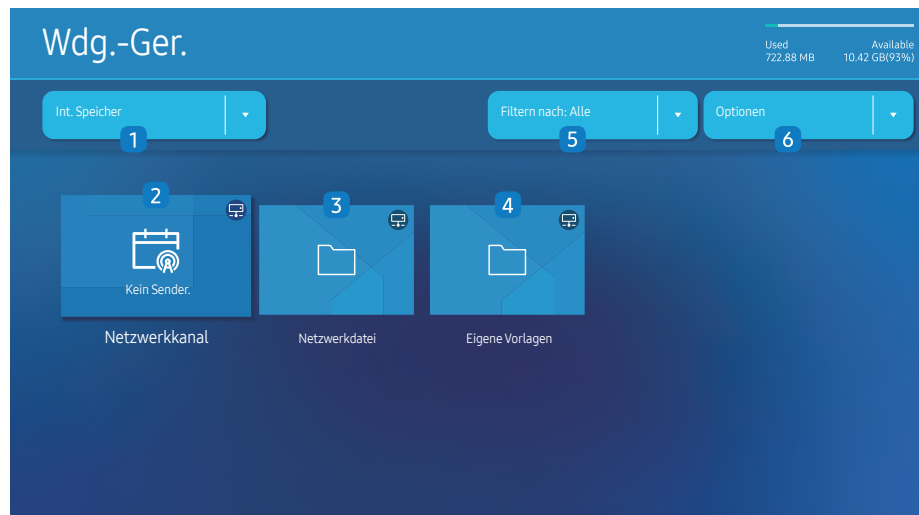 Wdg.-Ger.
Used Available
722.88 MB 10.42 GB(93%)
Int. Speicher
Filtern nach: Alle
Optionen
1
5
6
2
3
4
Kein Sender.
Netzwerkkanal
Netzwerkdatei
Eigene Vorlagen